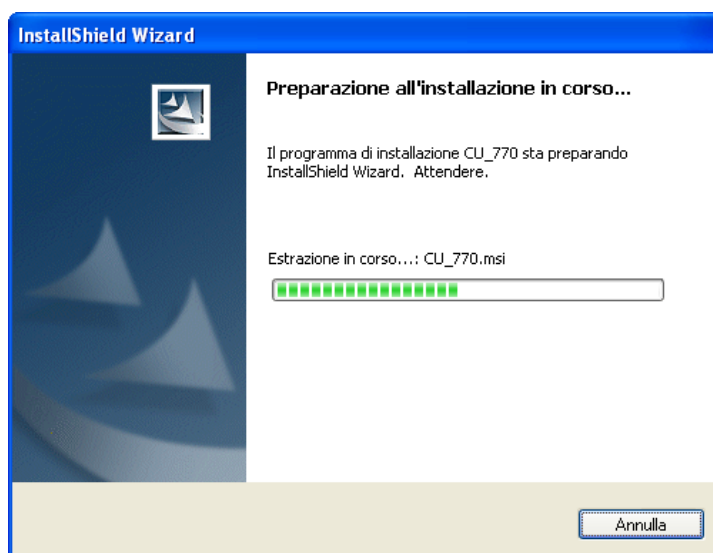 InstallShield Wizard
Preparazione all'installazione in corso...
Il programma di installazione CU_770 sta preparando
InstallShield Wizard. Attendere.
Estrazione in corso...: CU_770.msi
Annulla